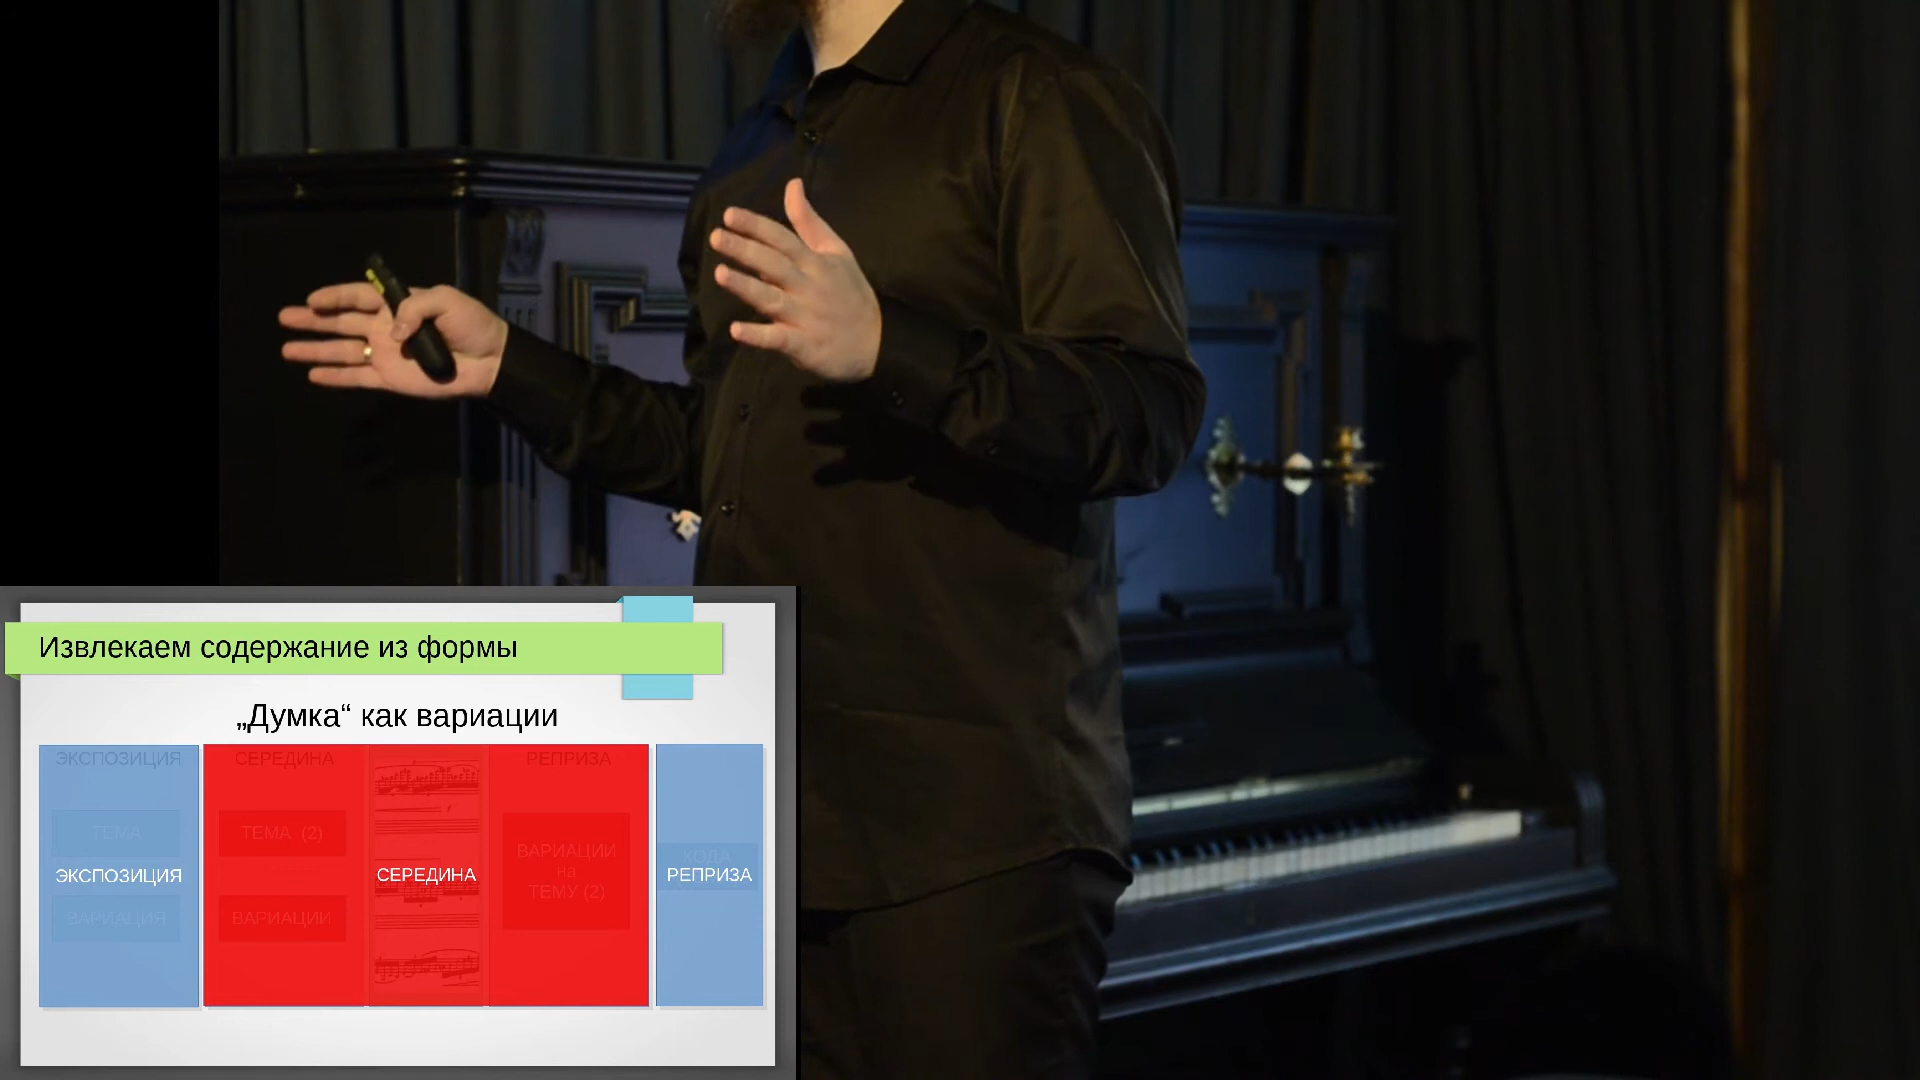 Извлекаем содержание из формы
„Думка“ как вариации
ЭКСПОЗИЦИЯ
СЕРЕДИНА
РЕПРИЗА
ТЕМА
ТЕМА (2)
ВАРИАЦИИ
на
ТЕМУ (2)
КОДА
ЭКСПОЗИЦИЯ
СЕРЕДИНА
РЕПРИЗА
ВАРИАЦИЯ
ВАРИАЦИИ